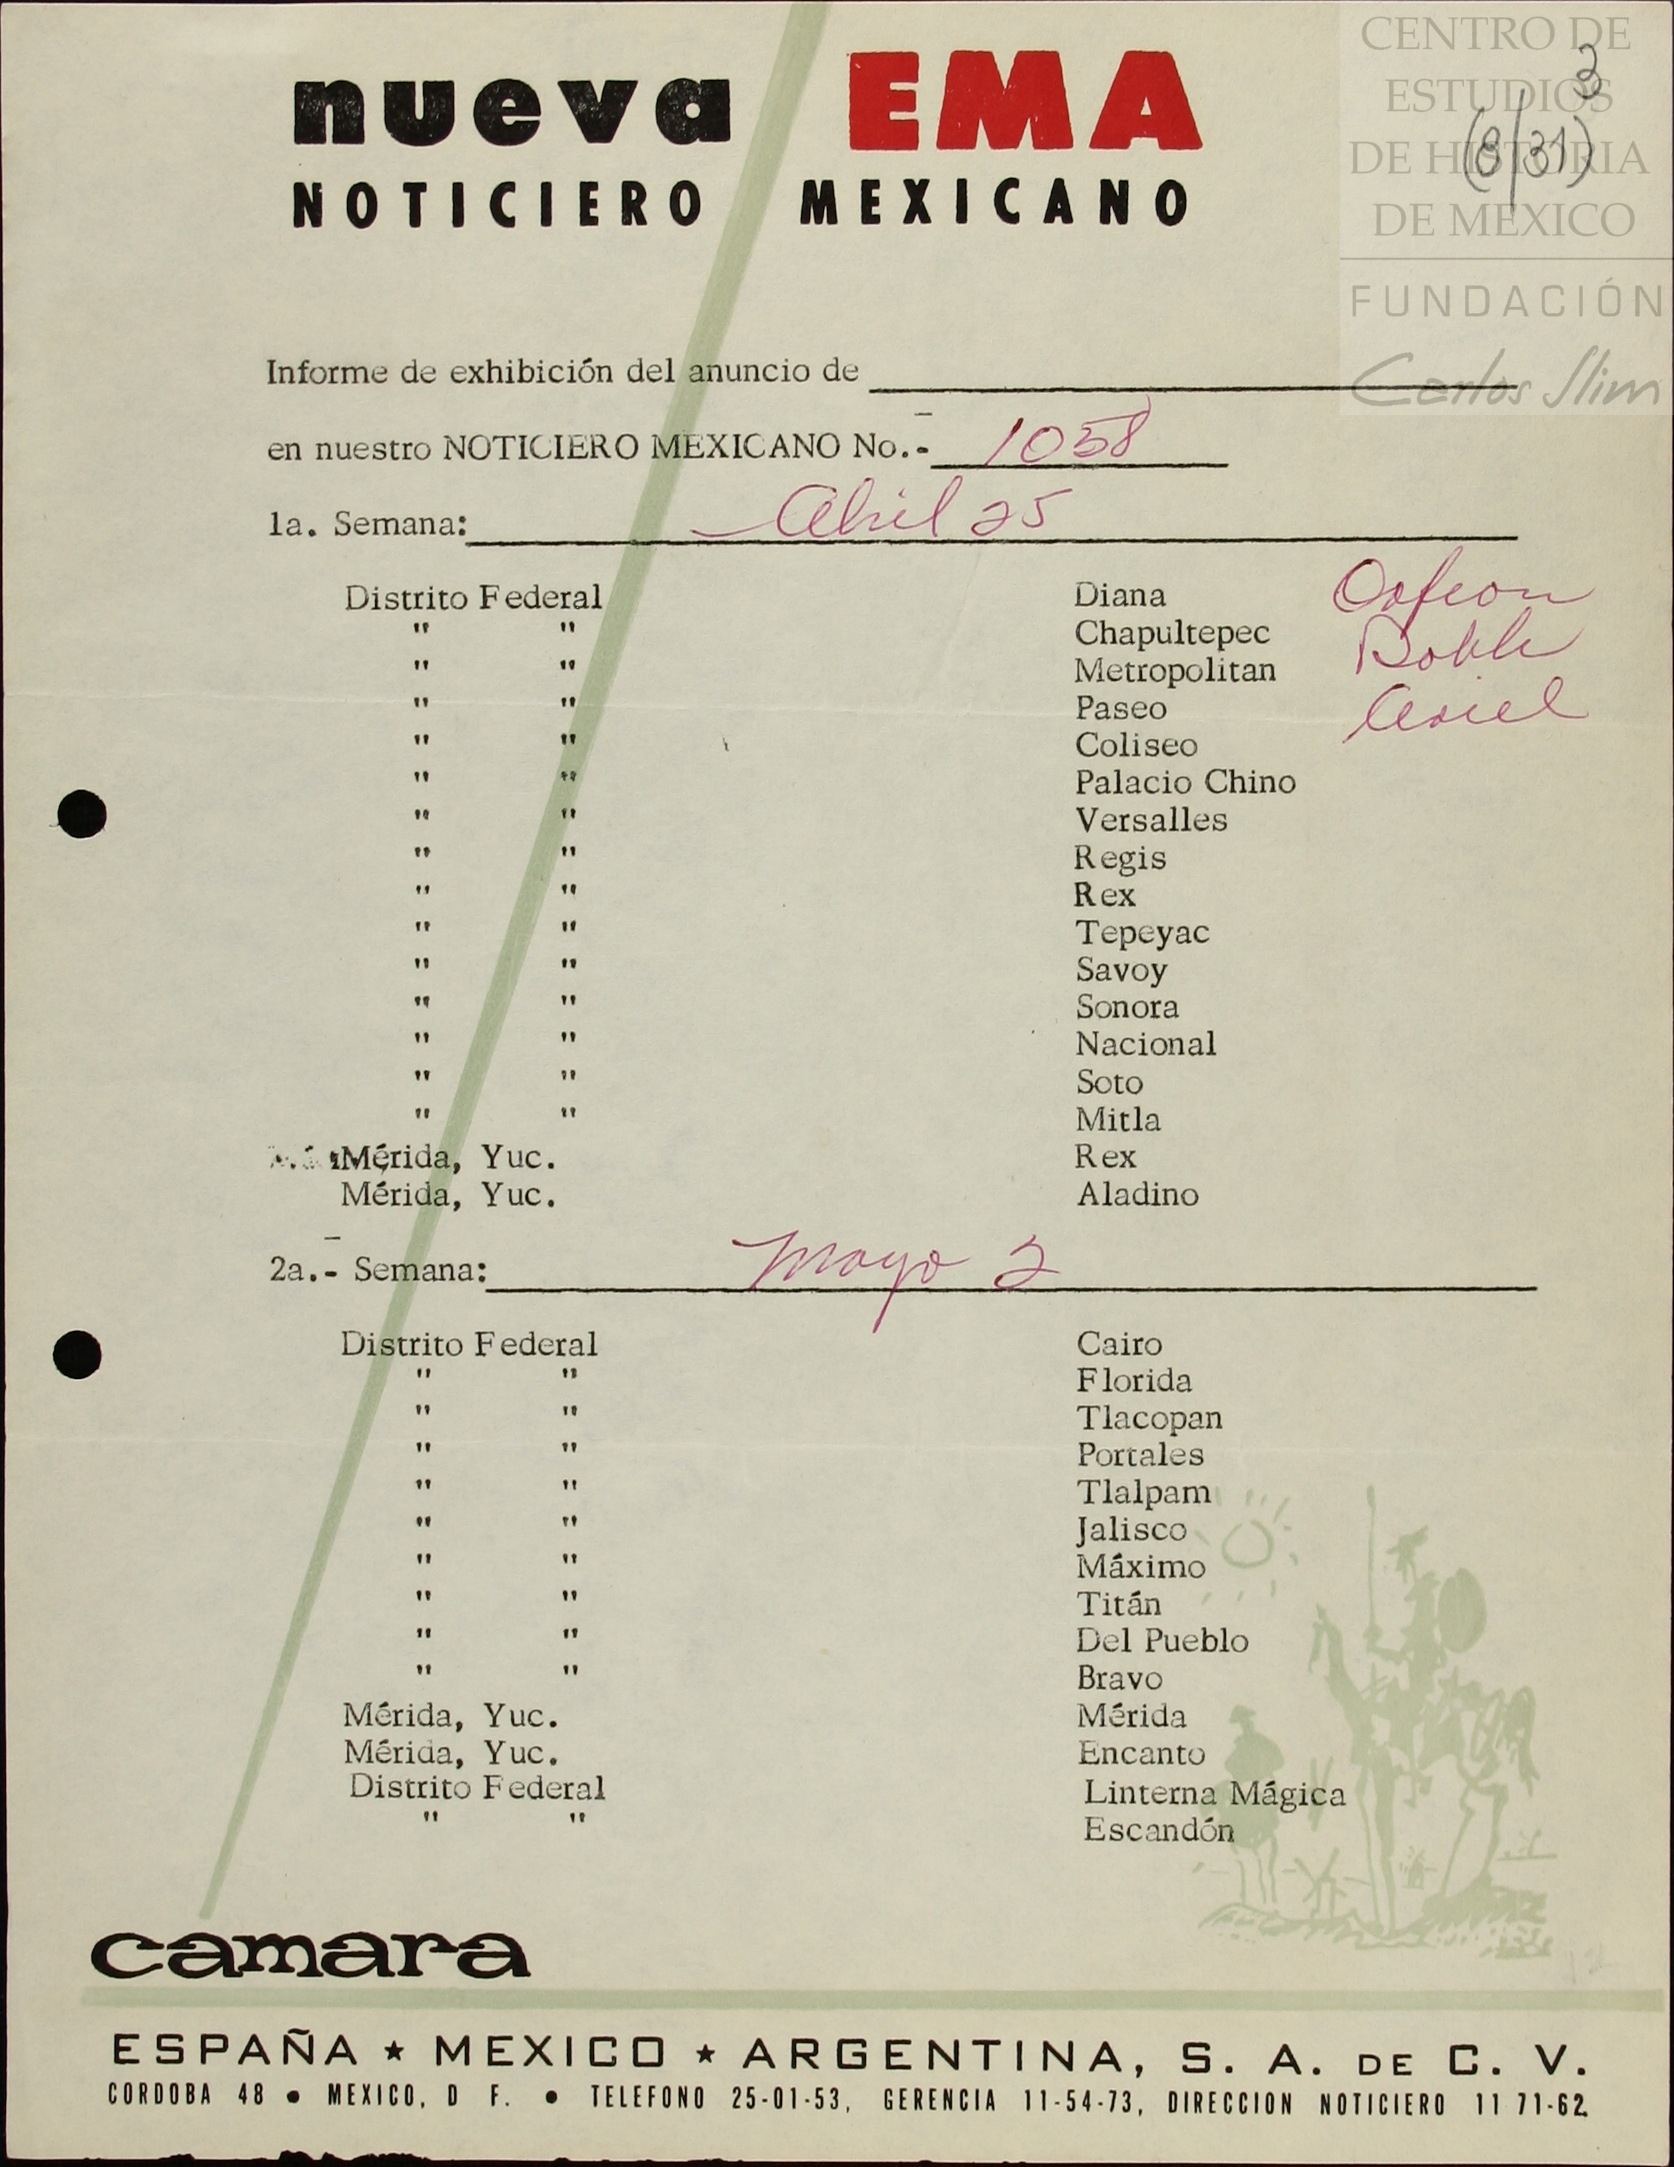 nueva EMA
NOTICIERO MEXICANO
CENTRO DE
ESTUDIOS
DE HISTORIA
DE MEXICO
FUNDACIÓN
Carlos Slim
3
(8/31)
Informe de exhibición del anuncio de
en nuestro NOTICIERO MEXICANO No.- 1058
1a. Semana: Abril 25
Distrito Federal Diana Orfeon
" " Chapultepec Roble
" " Metropolitan Ariel
" " Paseo
" " Coliseo
" " Palacio Chino
" " Versalles
" " Regis
" " Rex
" " Tepeyac
" " Savoy
" " Sonora
" " Nacional
" " Soto
" " Mitla
Mérida, Yuc. Rex
Mérida, Yuc. Aladino
2a.- Semana: Mayo 2
Distrito Federal Cairo
" " Florida
" " Tlacopan
" " Portales
" " Tlalpam
" " Jalisco
" " Máximo
" " Titán
" " Del Pueblo
" " Bravo
Mérida, Yuc. Mérida
Mérida, Yuc. Encanto
Distrito Federal Linterna Mágica
" " Escandón
camara
ESPAÑA ★ MEXICO ★ ARGENTINA, S. A. DE C. V.
CORDOBA 48 ● MEXICO, D F. ● TELEFONO 25-01-53, GERENCIA 11-54-73, DIRECCION NOTICIERO 11 71-62.